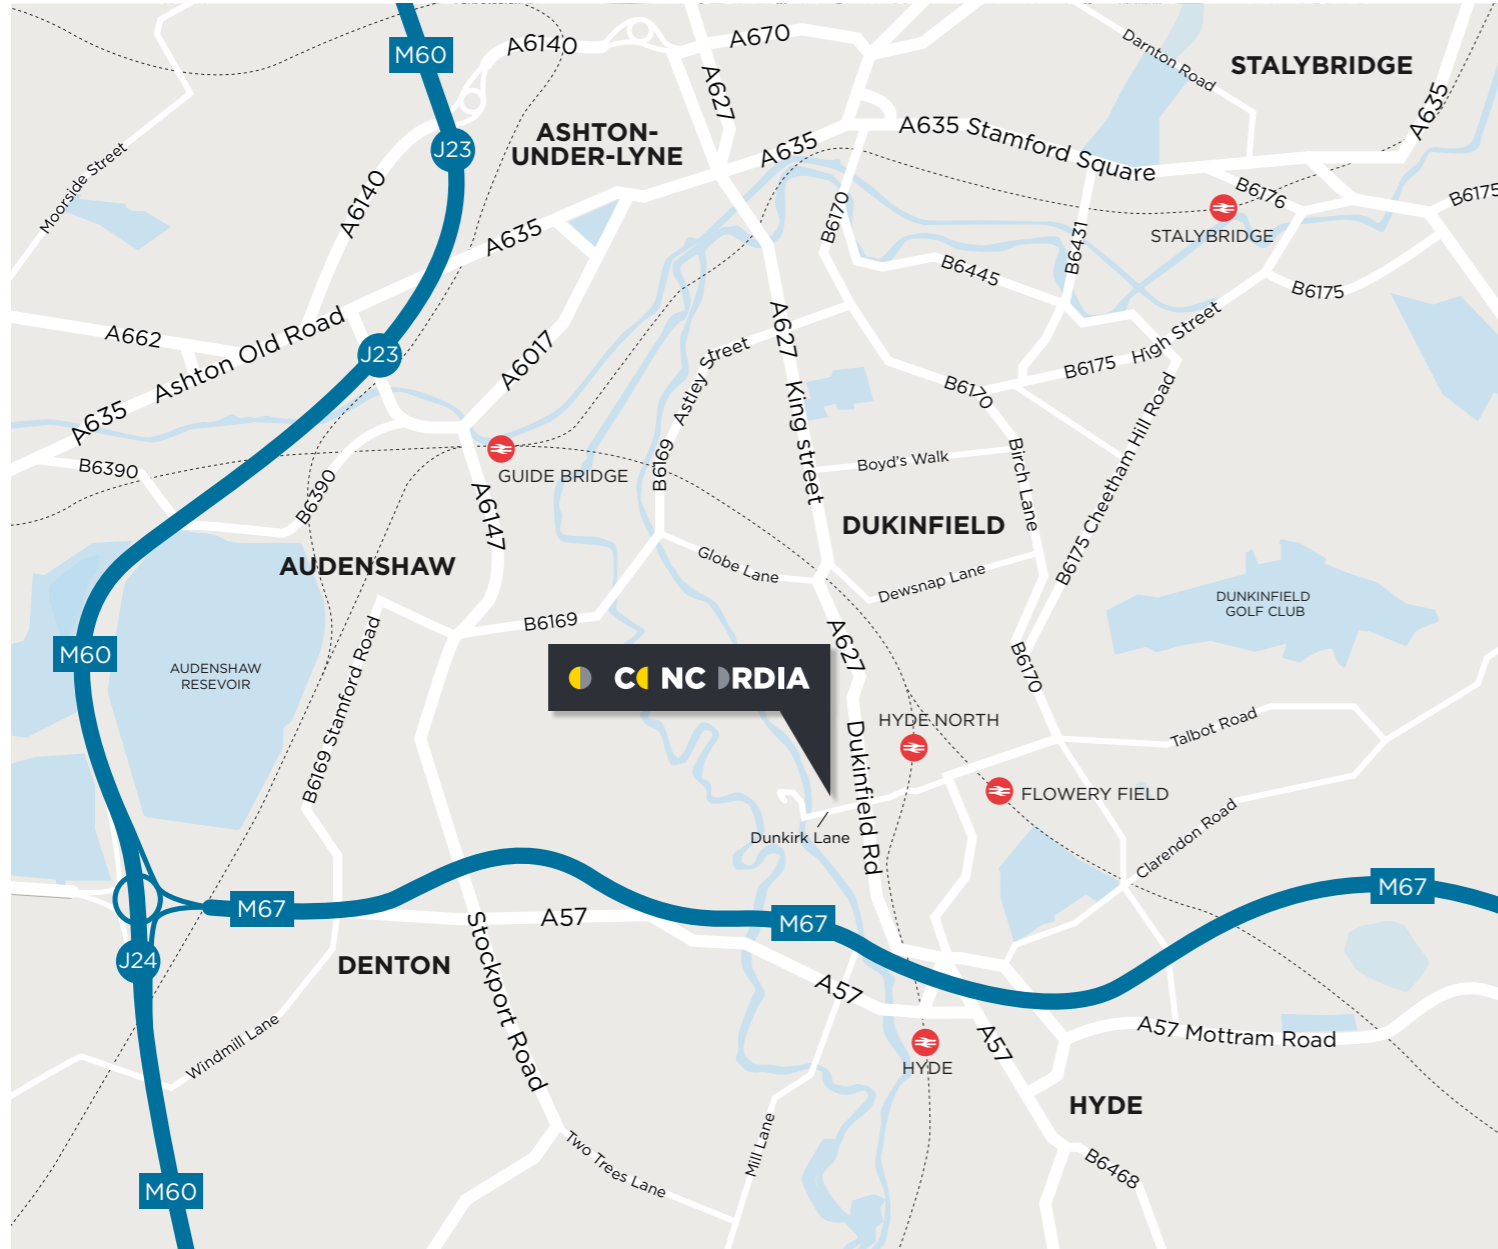 M60
A6140
A670
Darnton Road
STALYBRIDGE
A627
A635
ASHTON-
UNDER-LYNE
J23
A635
A635 Stamford Square
Moorside Street
A6140
B6176
B6175
B6170
A635
B6431
STALYBRIDGE
B6445
B6175
A662
Ashton Old Road
A627
High Street
J23
A6017
Astley Street
B6175
King street
B6170
A635
B6390
B6169
Boyd's Walk
Birch Lane
GUIDE BRIDGE
B6390
A6147
DUKINFIELD
B6175 Cheetham Hill Road
AUDENSHAW
Globe Lane
Dewsnap Lane
DUNKINFIELD
GOLF CLUB
B6169
A627
M60
AUDENSHAW
RESEVOIR
B6169 Stamford Road
CONCORDIA
B6170
HYDE NORTH
Talbot Road
Dukinfield Rd
FLOWERY FIELD
Dunkirk Lane
Clarendon Road
M67
M67
A57
M67
J24
DENTON
Stockport Road
A57
Windmill Lane
A57
A57 Mottram Road
HYDE
HYDE
Mill Lane
Two Trees Lane
B6468
M60